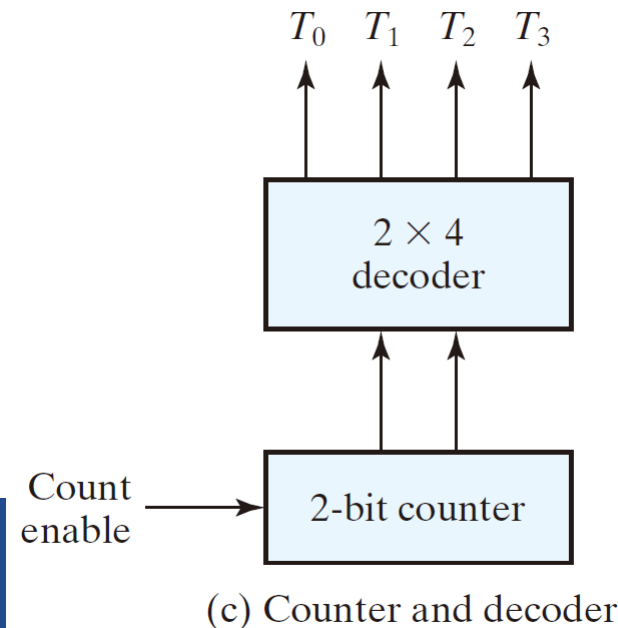 T₀ T₁ T₂ T₃
2 × 4
decoder
Count
enable
2-bit counter
(c) Counter and decoder